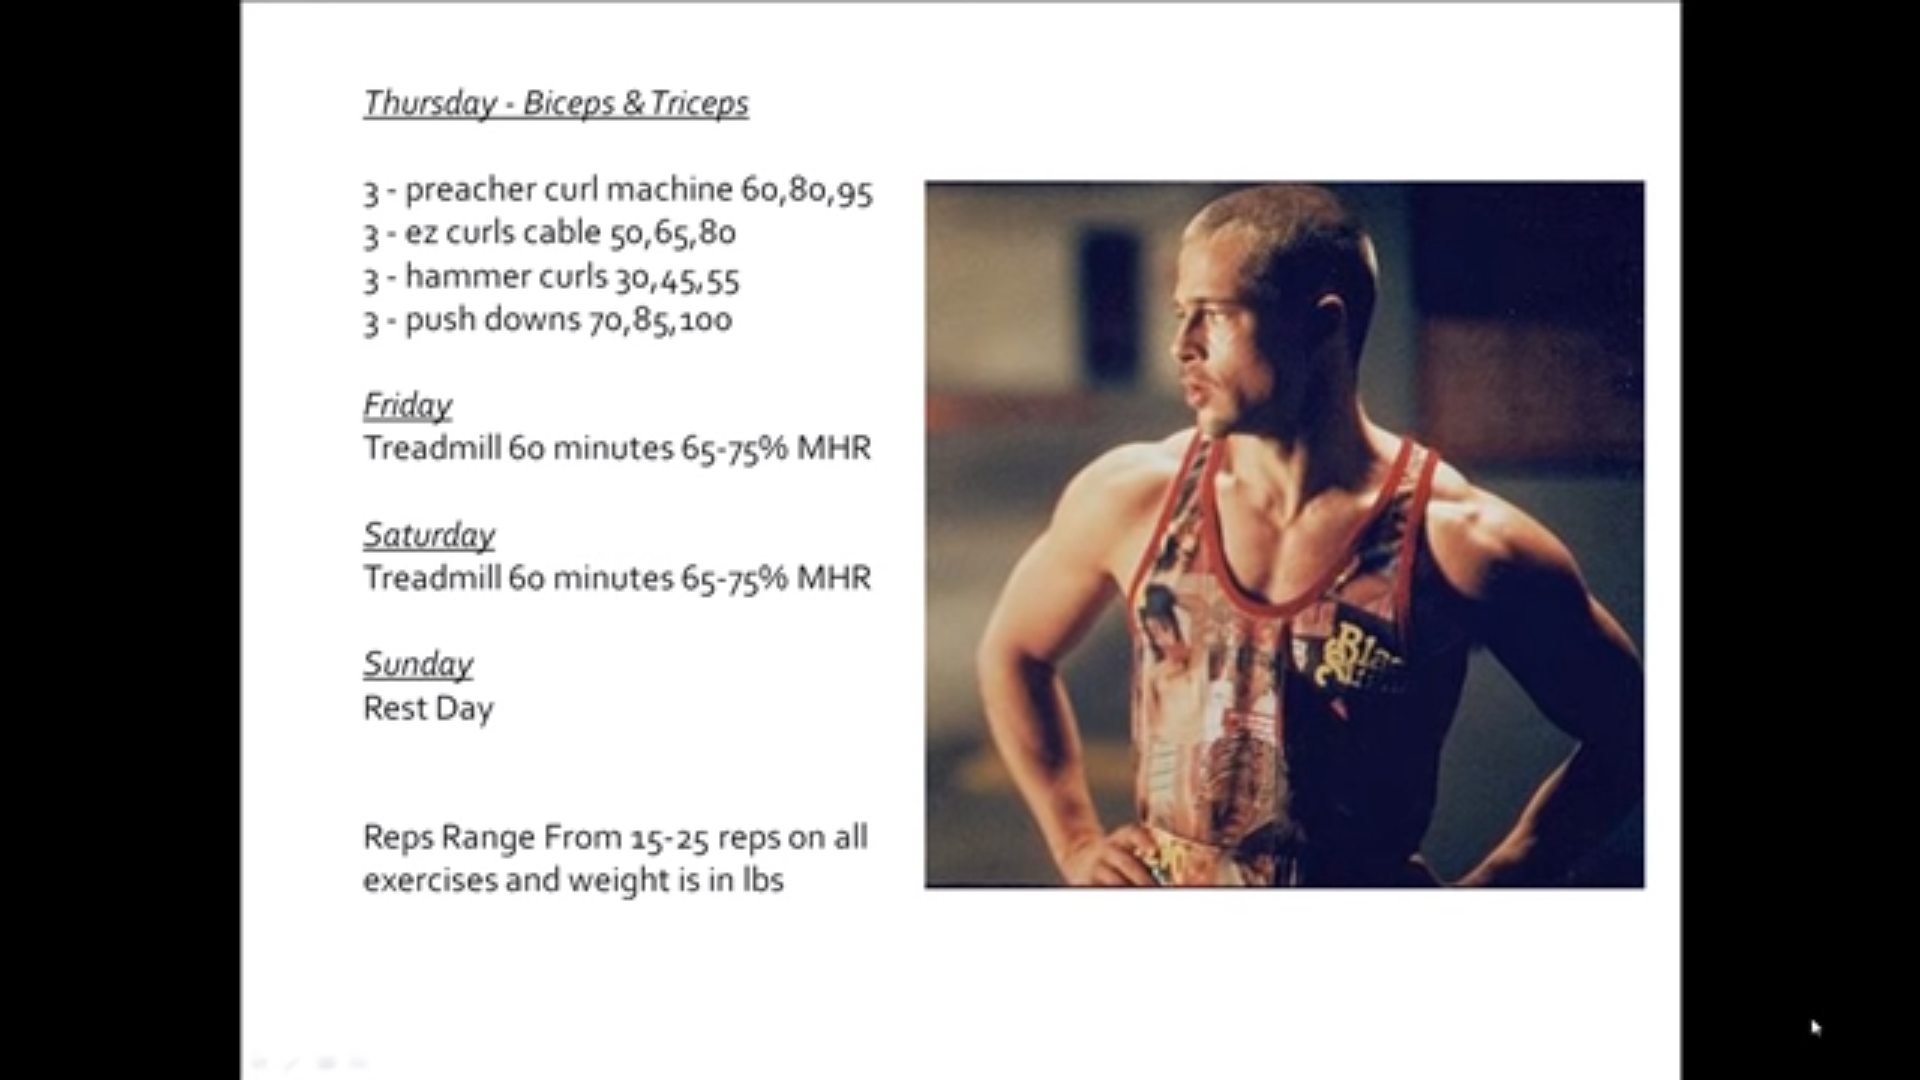 Thursday - Biceps & Triceps
3 - preacher curl machine 60,80,95
3 - ez curls cable 50,65,80
3 - hammer curls 30,45,55
3 - push downs 70,85,100
Friday
Treadmill 60 minutes 65-75% MHR
Saturday
Treadmill 60 minutes 65-75% MHR
Sunday
Rest Day
Reps Range From 15-25 reps on all
exercises and weight is in lbs